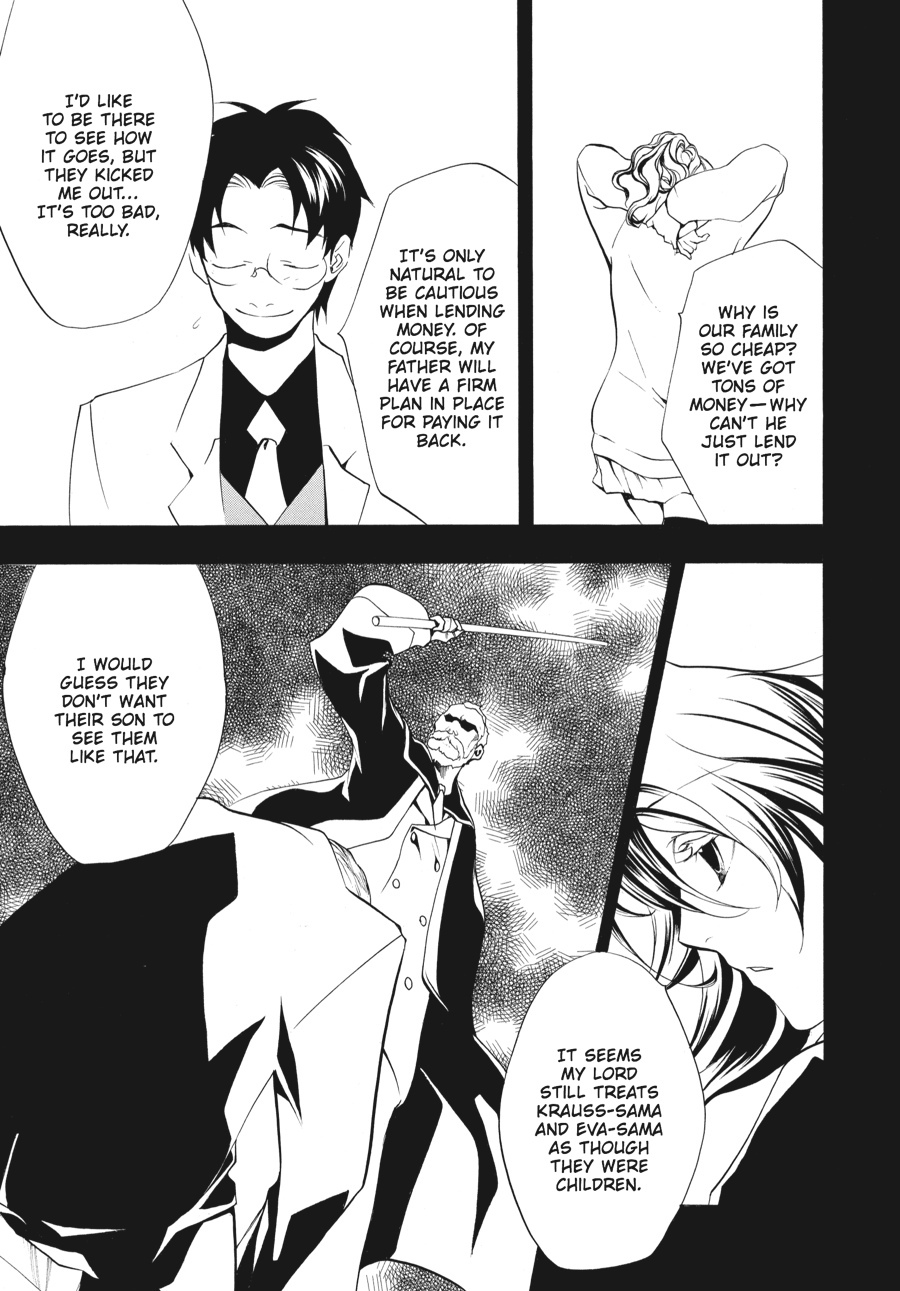 WHY IS
OUR FAMILY
SO CHEAP?
WE'VE GOT
TONS OF
MONEY—WHY
CAN'T HE
JUST LEND
IT OUT?
IT'S ONLY
NATURAL TO
BE CAUTIOUS
WHEN LENDING
MONEY. OF
COURSE, MY
FATHER WILL
HAVE A FIRM
PLAN IN PLACE
FOR PAYING IT
BACK.
I'D LIKE
TO BE THERE
TO SEE HOW
IT GOES, BUT
THEY KICKED
ME OUT...
IT'S TOO BAD,
REALLY.
IT SEEMS
MY LORD
STILL TREATS
KRAUSS-SAMA
AND EVA-SAMA
AS THOUGH
THEY WERE
CHILDREN.
I WOULD
GUESS THEY
DON'T WANT
THEIR SON TO
SEE THEM
LIKE THAT.